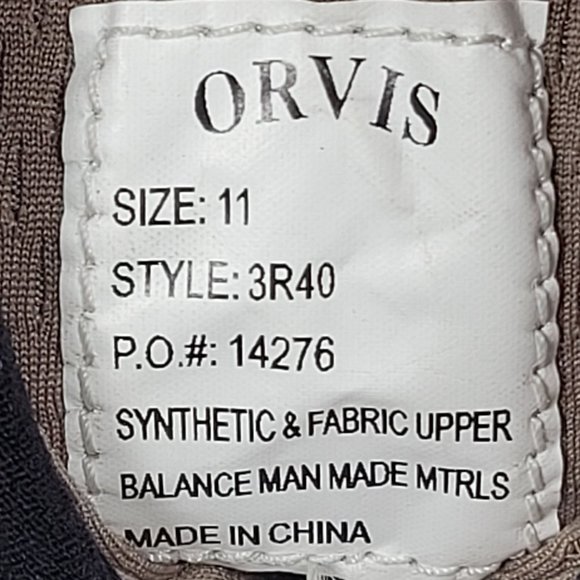 ORVIS
SIZE: 11
STYLE: 3R40
P.O.#: 14276
SYNTHETIC & FABRIC UPPER
BALANCE MAN MADE MTRLS
MADE IN CHINA